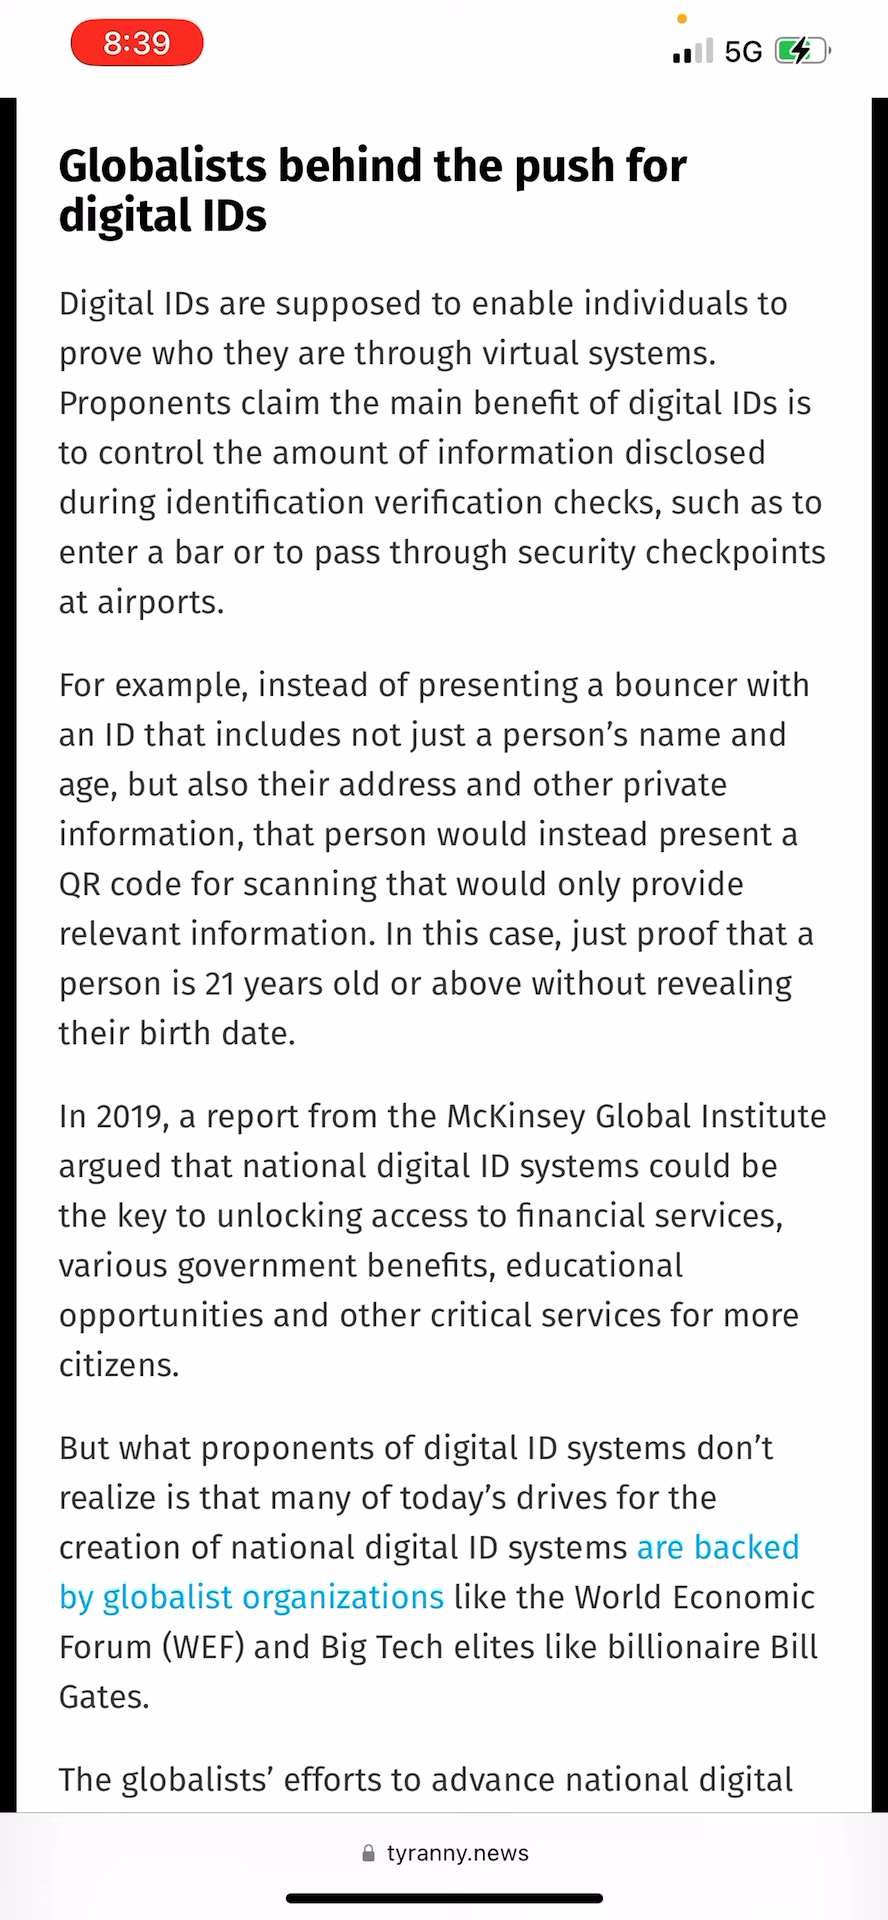 8:39
5G
Globalists behind the push for
digital IDs
Digital IDs are supposed to enable individuals to
prove who they are through virtual systems.
Proponents claim the main benefit of digital IDs is
to control the amount of information disclosed
during identification verification checks, such as to
enter a bar or to pass through security checkpoints
at airports.
For example, instead of presenting a bouncer with
an ID that includes not just a person’s name and
age, but also their address and other private
information, that person would instead present a
QR code for scanning that would only provide
relevant information. In this case, just proof that a
person is 21 years old or above without revealing
their birth date.
In 2019, a report from the McKinsey Global Institute
argued that national digital ID systems could be
the key to unlocking access to financial services,
various government benefits, educational
opportunities and other critical services for more
citizens.
But what proponents of digital ID systems don’t
realize is that many of today’s drives for the
creation of national digital ID systems are backed
by globalist organizations like the World Economic
Forum (WEF) and Big Tech elites like billionaire Bill
Gates.
The globalists’ efforts to advance national digital
tyranny.news